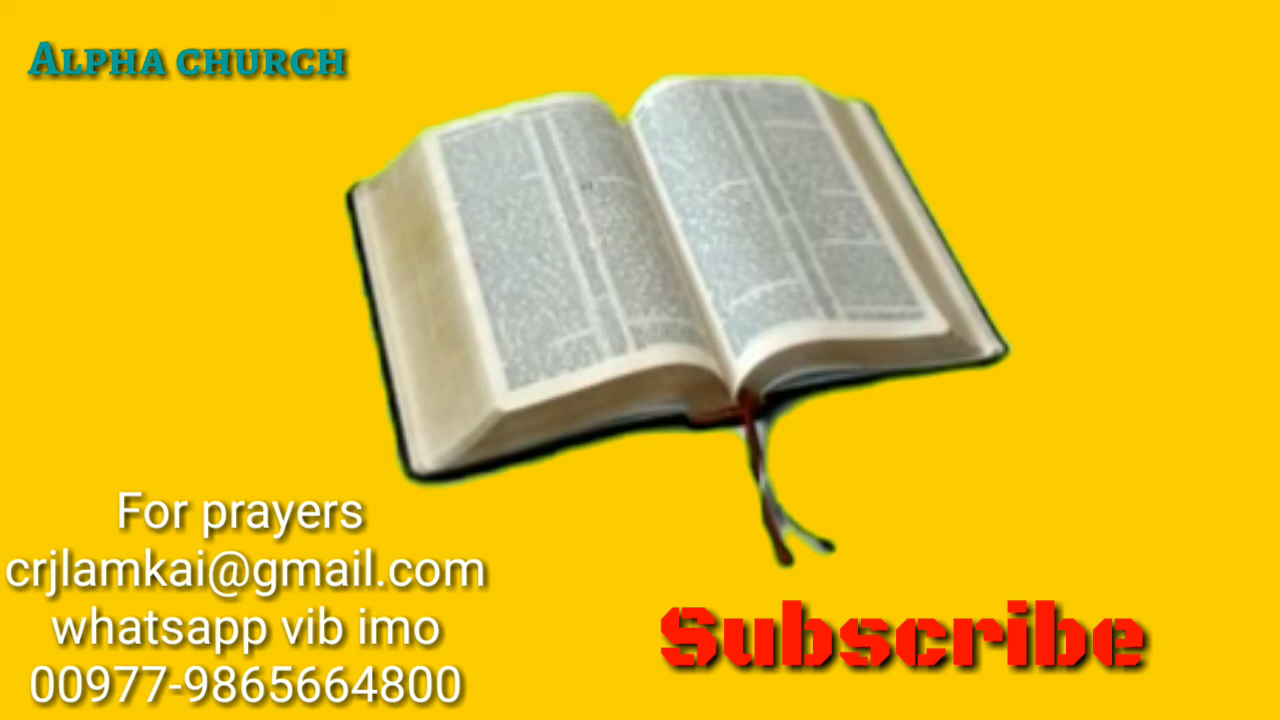 Alpha church
For prayers
crjlamkai@gmail.com
whatsapp vib imo
00977-9865664800
Subscribe